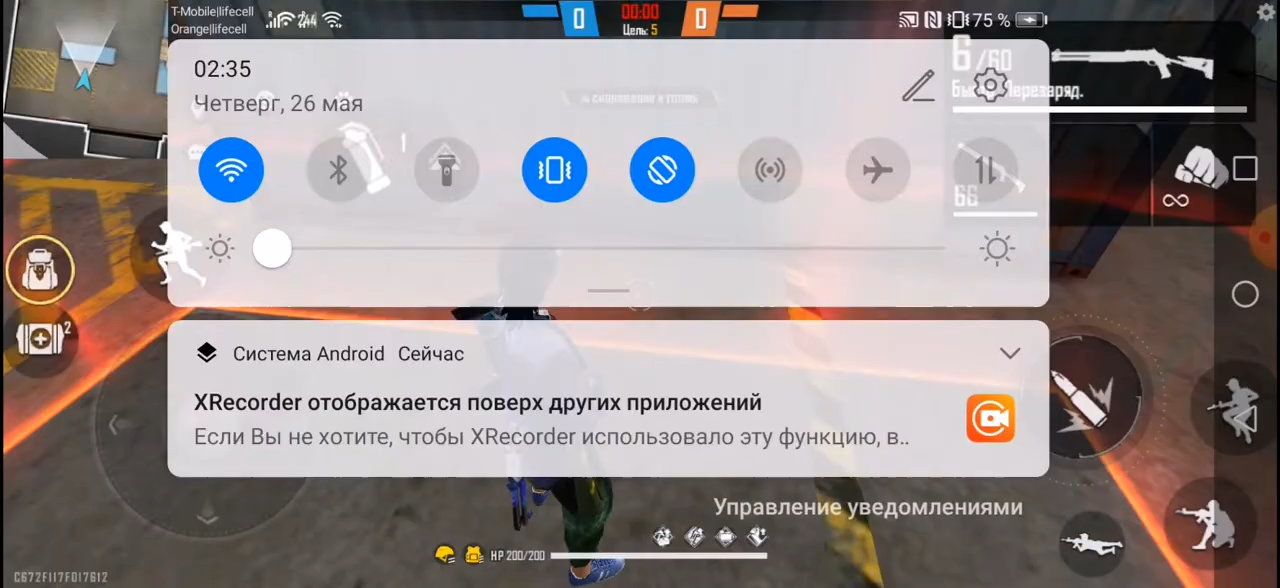 T-Mobile|lifecell
Orange|lifecell
0
00:00
Цель: 5
0
75 %
6/60
02:35
Четверг, 26 мая
Перезаряд.
66
∞
2
Система Android Сейчас
XRecorder отображается поверх других приложений
Если Вы не хотите, чтобы XRecorder использовало эту функцию, в..
Управление уведомлениями
HP 200/200
C672F117F017612